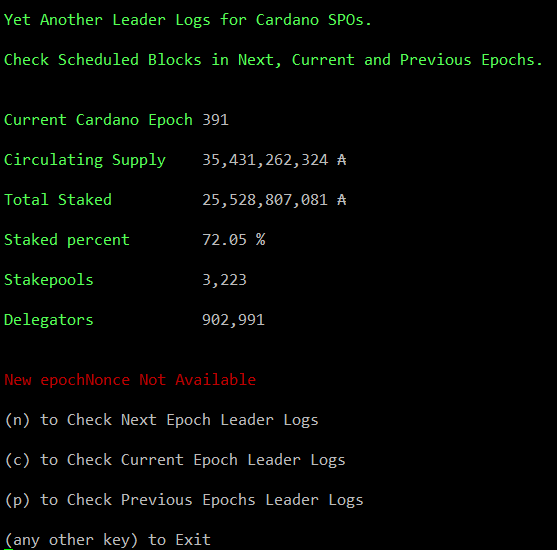 Yet Another Leader Logs for Cardano SPOs.
Check Scheduled Blocks in Next, Current and Previous Epochs.
Current Cardano Epoch 391
Circulating Supply 35,431,262,324 ₳
Total Staked 25,528,807,081 ₳
Staked percent 72.05 %
Stakepools 3,223
Delegators 902,991
New epochNonce Not Available
(n) to Check Next Epoch Leader Logs
(c) to Check Current Epoch Leader Logs
(p) to Check Previous Epochs Leader Logs
(any other key) to Exit